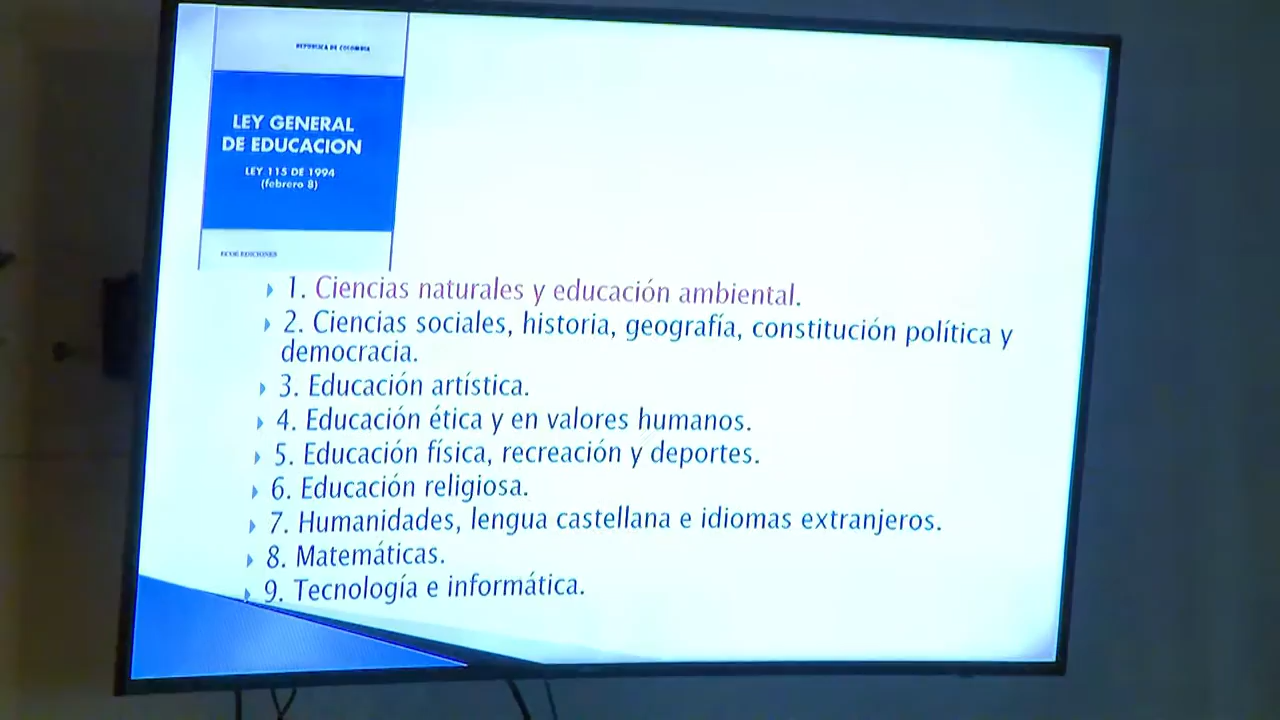 REPUBLICA DE COLOMBIA
LEY GENERAL
DE EDUCACION
LEY 115 DE 1994
(febrero 8)
ECOE EDICIONES
1. Ciencias naturales y educación ambiental.
2. Ciencias sociales, historia, geografía, constitución política y
democracia.
3. Educación artística.
4. Educación ética y en valores humanos.
5. Educación física, recreación y deportes.
6. Educación religiosa.
7. Humanidades, lengua castellana e idiomas extranjeros.
8. Matemáticas.
9. Tecnología e informática.